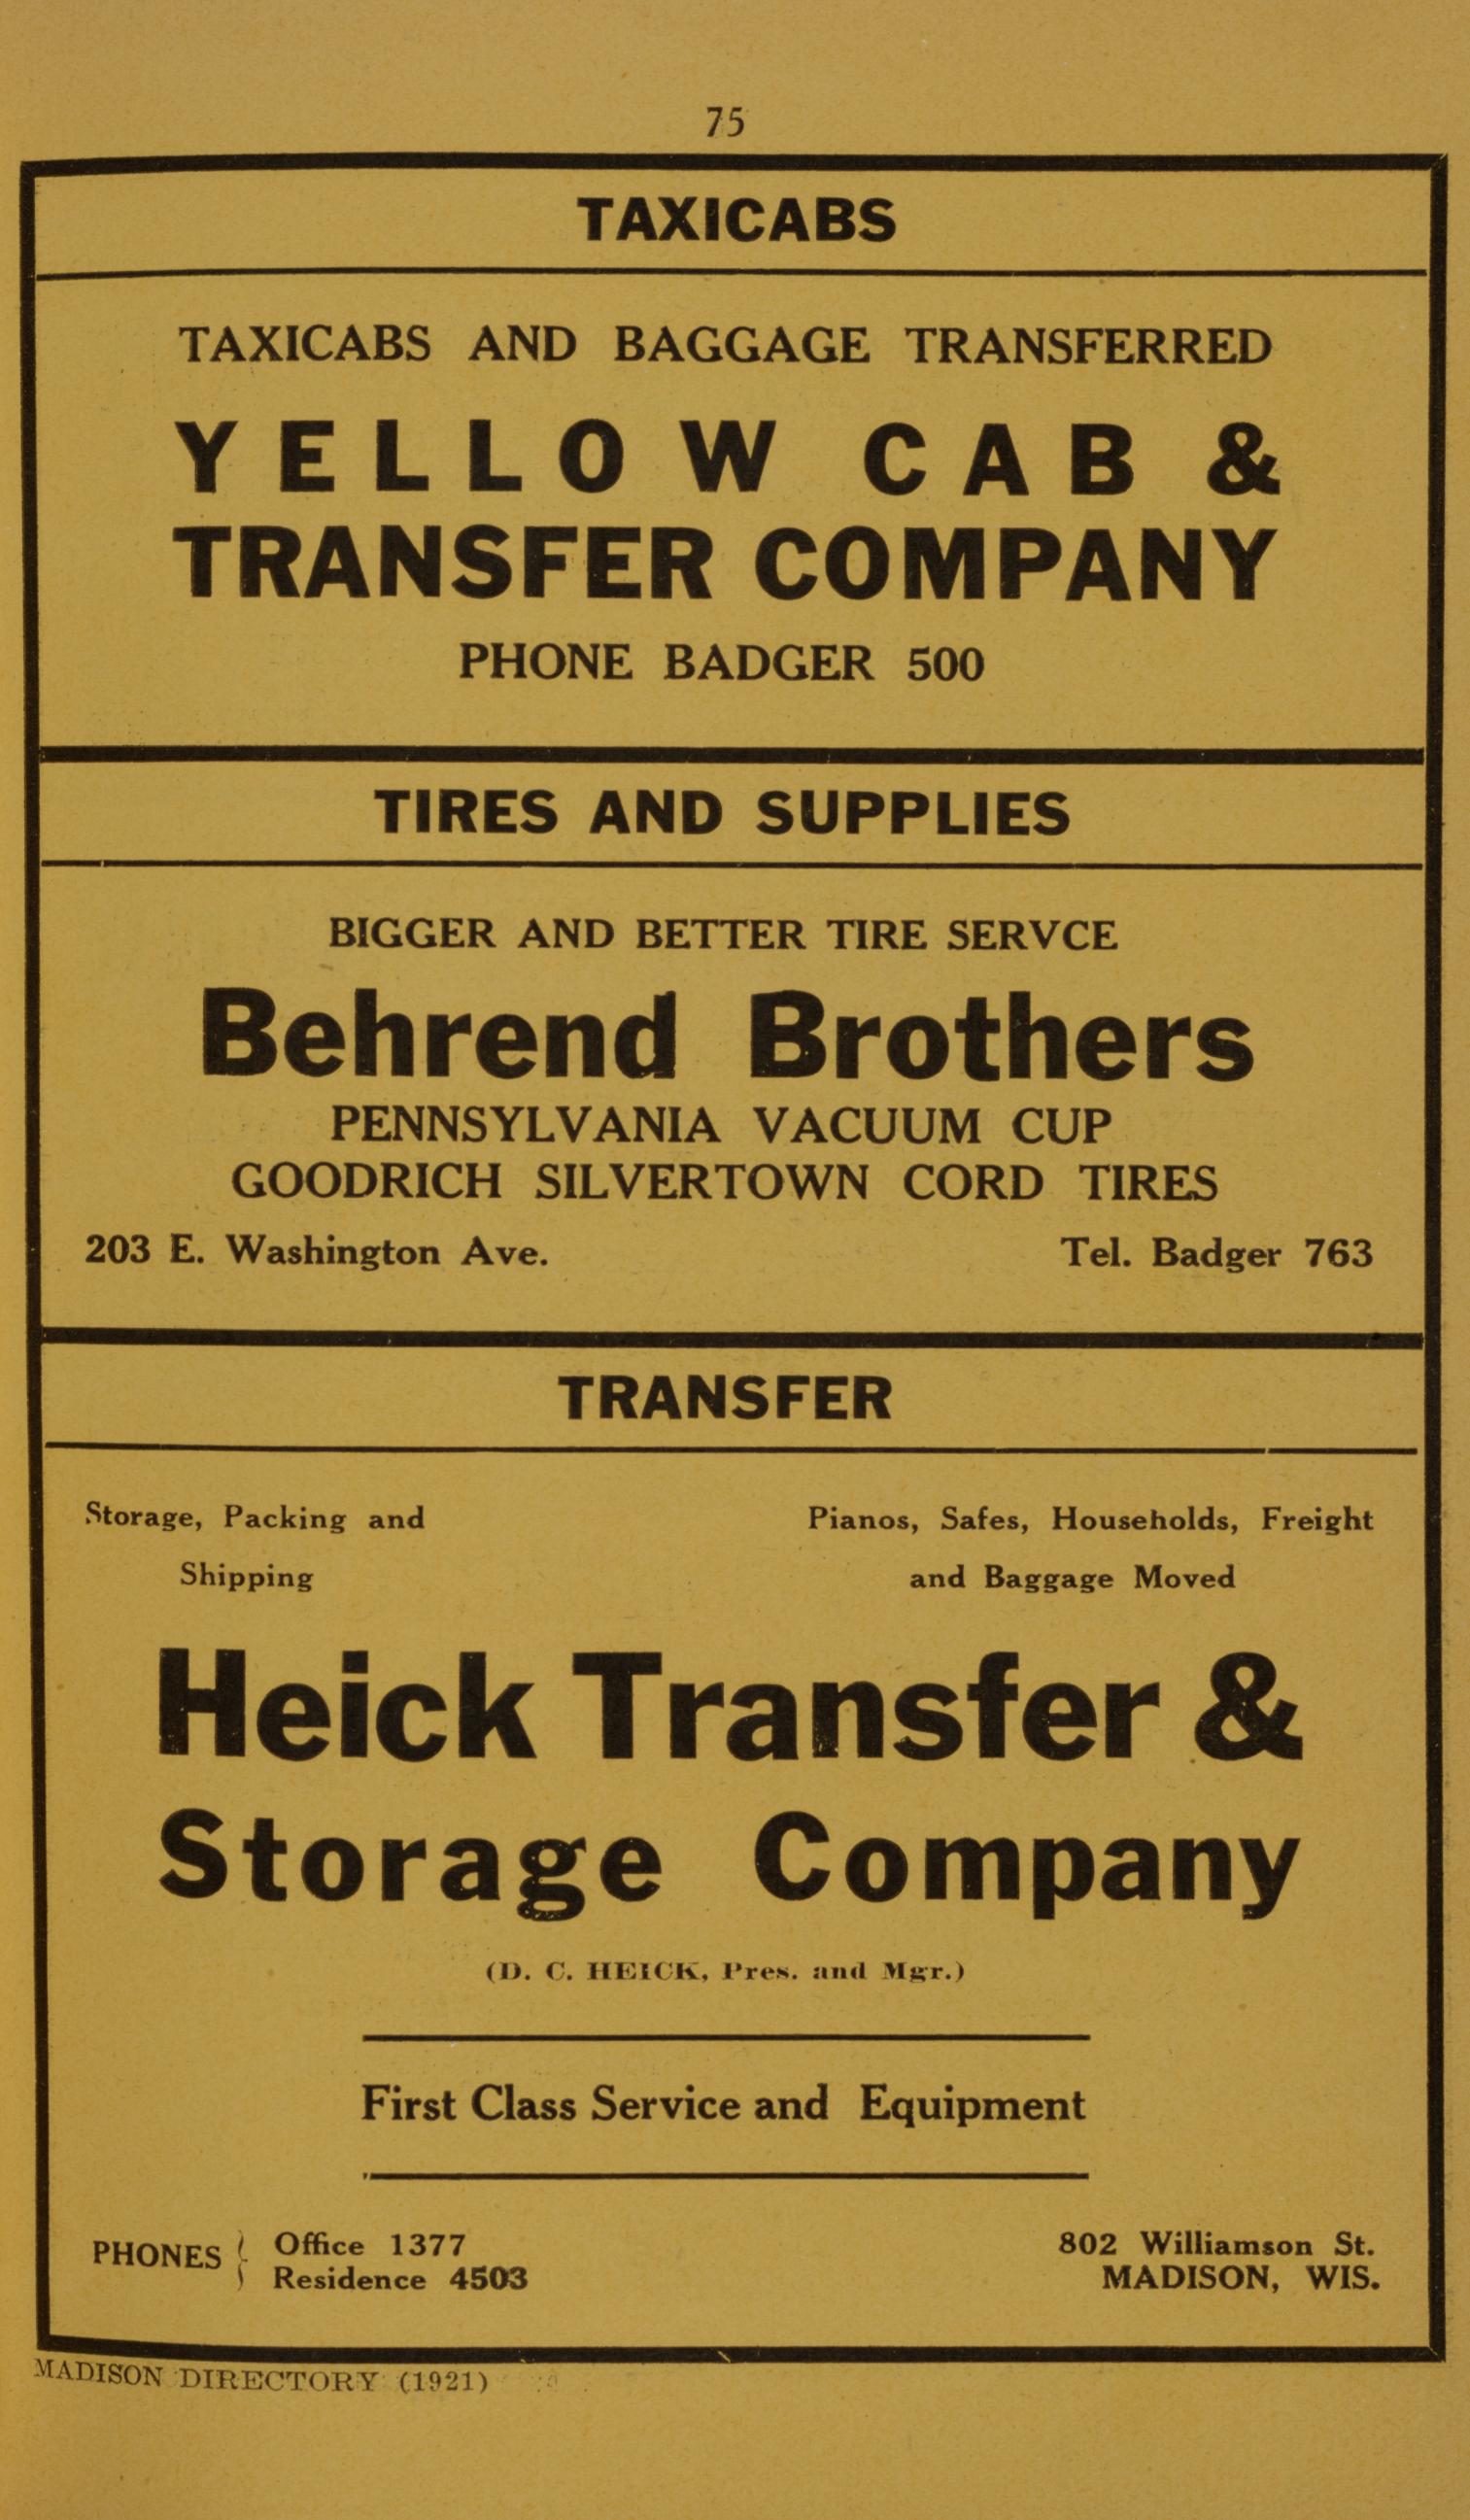 75
TAXICABS
TAXICABS AND BAGGAGE TRANSFERRED
YELLOW CAB &
TRANSFER COMPANY
PHONE BADGER 500
TIRES AND SUPPLIES
BIGGER AND BETTER TIRE SERVCE
Behrend Brothers
PENNSYLVANIA VACUUM CUP
GOODRICH SILVERTOWN CORD TIRES
203 E. Washington Ave. Tel. Badger 763
TRANSFER
Storage, Packing and Pianos, Safes, Households, Freight
Shipping and Baggage Moved
Heick Transfer &
Storage Company
(D. C. HEICK, Pres. and Mgr.)
First Class Service and Equipment
PHONES { Office 1377 802 Williamson St.
Residence 4503 MADISON, WIS.
MADISON DIRECTORY (1921)